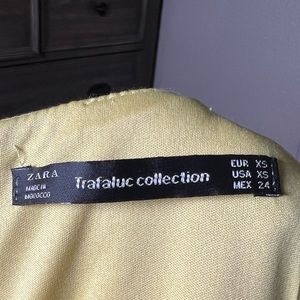 ZARA
MADE IN
MOROCCO
Trafaluc collection
EUR XS
USA XS
MEX 24